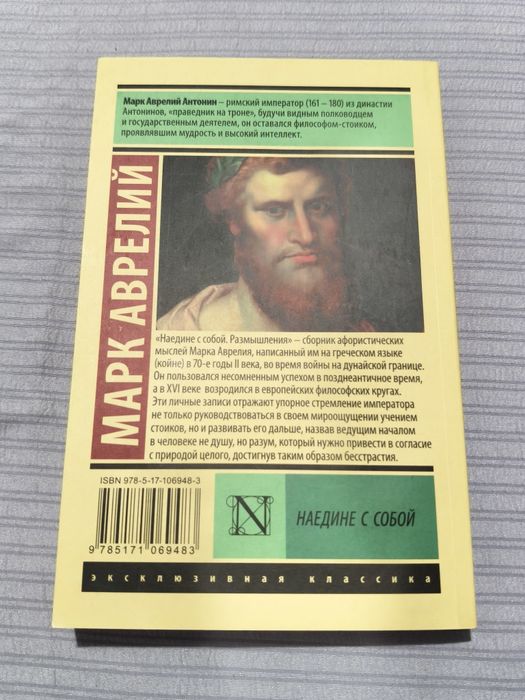 Марк Аврелий Антонин – римский император (161 – 180) из династии
Антонинов, «праведник на троне», будучи видным полководцем
и государственным деятелем, он оставался философом-стоиком,
проявлявшим мудрость и высокий интеллект.
МАРК АВРЕЛИЙ
«Наедине с собой. Размышления» – сборник афористических
мыслей Марка Аврелия, написанный им на греческом языке
(койне) в 70-е годы II века, во время войны на дунайской границе.
Он пользовался несомненным успехом в позднеантичное время,
а в XVI веке возродился в европейских философских кругах.
Эти личные записи отражают упорное стремление императора
не только руководствоваться в своем мироощущении учением
стоиков, но и развивать его дальше, назвав ведущим началом
в человеке не душу, но разум, который нужно привести в согласие
с природой целого, достигнув таким образом бесстрастия.
ISBN 978-5-17-106948-3
9 785171 069483
N
НАЕДИНЕ С СОБОЙ
эксклюзивная классика